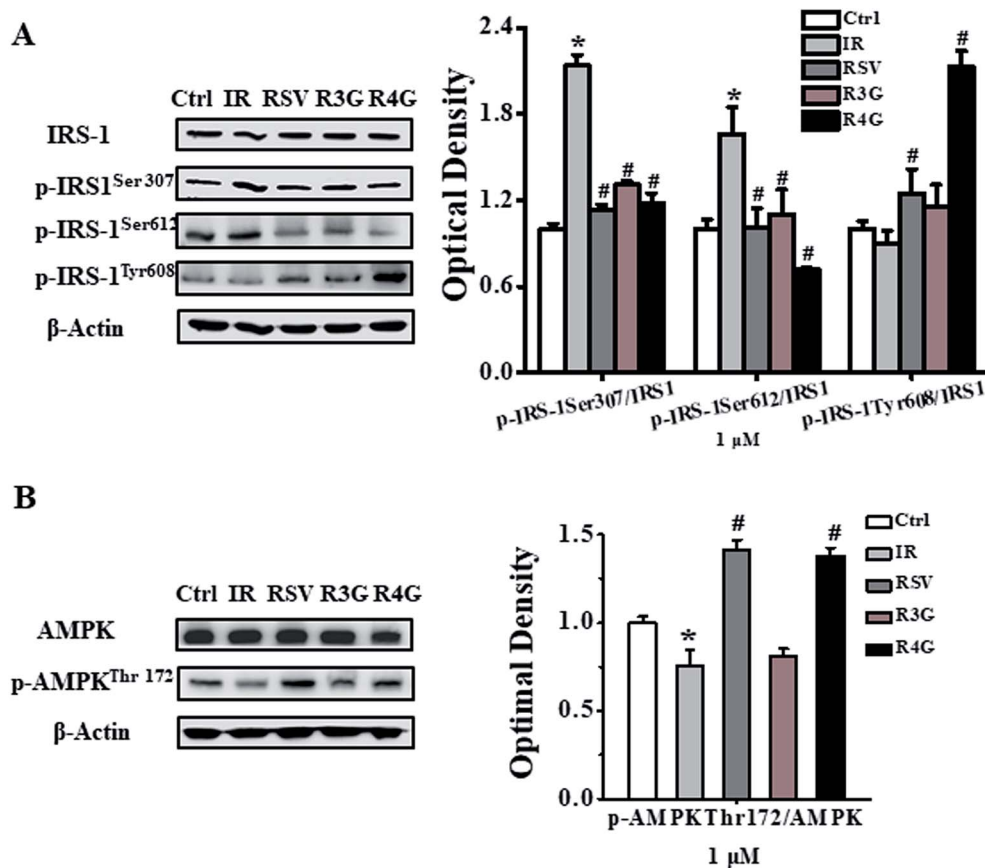 A
Ctrl IR RSV R3G R4G
IRS-1
p-IRS1Ser307
p-IRS-1Ser612
p-IRS-1Tyr608
β-Actin
Optical Density
2.4
1.8
1.2
0.6
0.0
* # # #
* # # #
# #
Ctrl
IR
RSV
R3G
R4G
p-IRS-1Ser307/IRS1
p-IRS-1Ser612/IRS1
p-IRS-1Tyr608/IRS1
1 μM
B
Ctrl IR RSV R3G R4G
AMPK
p-AMPKThr 172
β-Actin
Optimal Density
1.5
1.0
0.5
0.0
* # #
Ctrl
IR
RSV
R3G
R4G
p-AMPKThr172/AMPK
1 μM